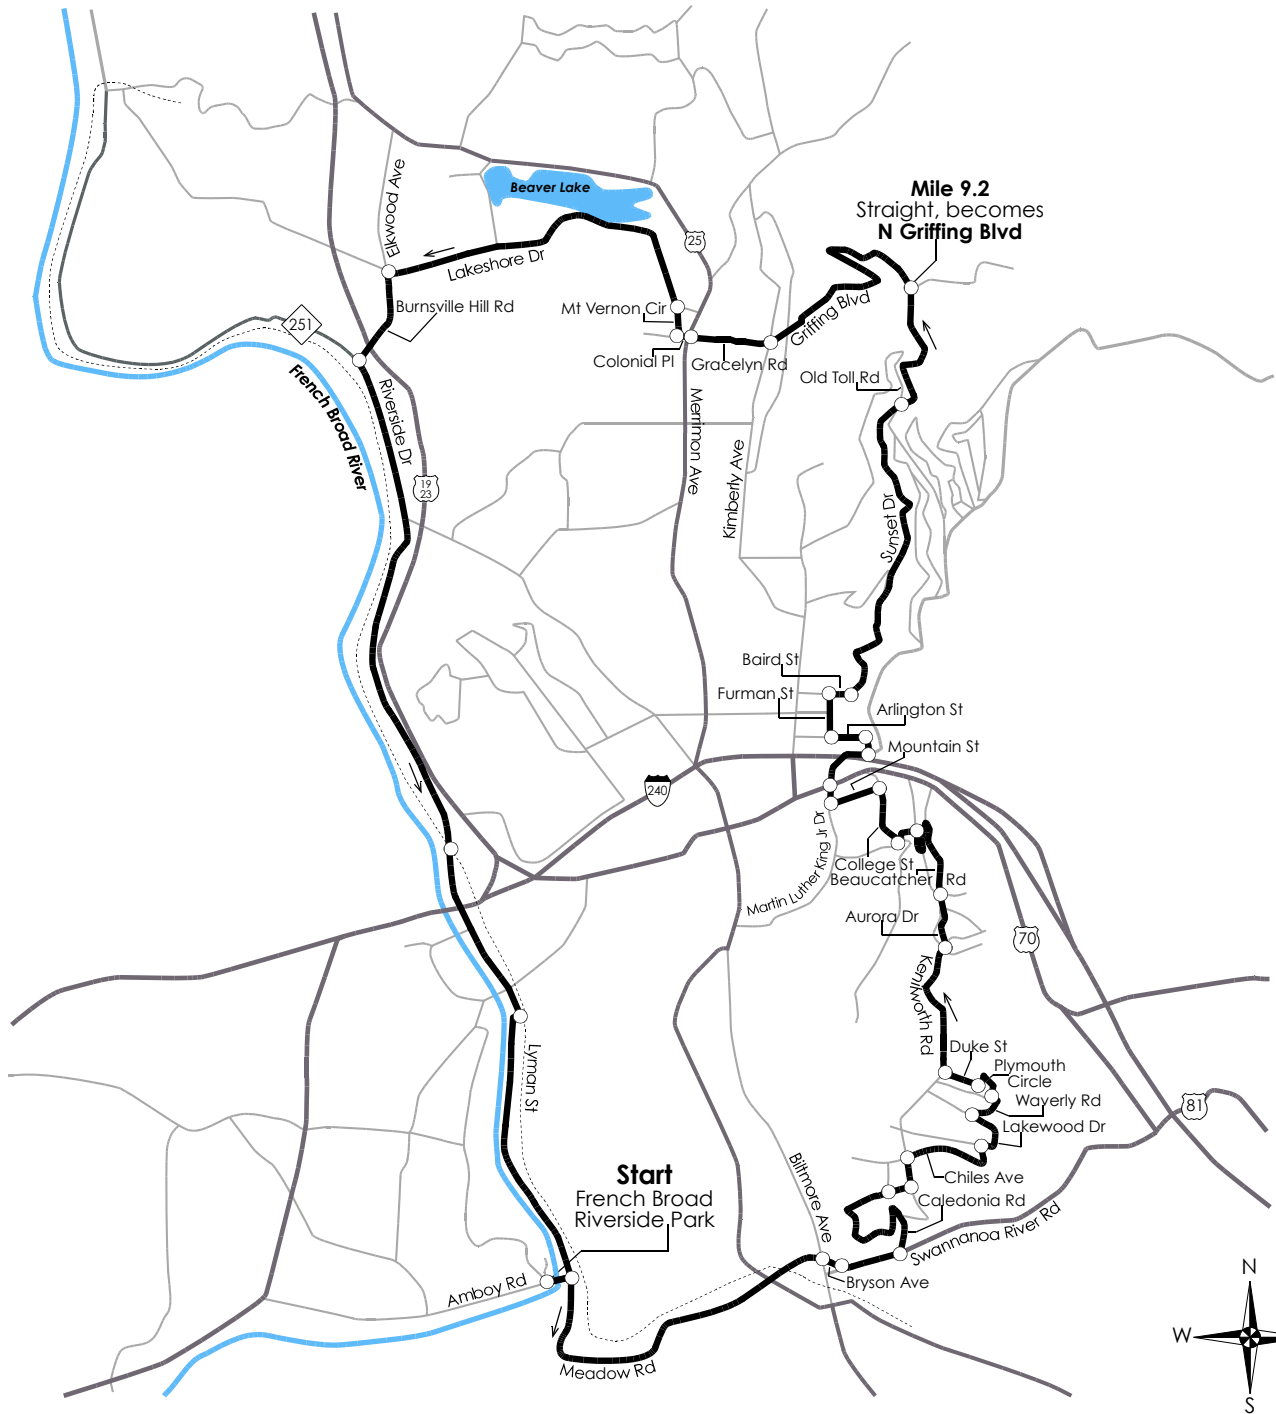 Beaver Lake
Elkwood Ave
Mile 9.2
Straight, becomes
N Griffing Blvd
25
Lakeshore Dr
Burnsville Hill Rd
Mt Vernon Cir
Griffing Blvd
251
Colonial Pl
Gracelyn Rd
Old Toll Rd
French Broad River
Riverside Dr
Merrimon Ave
Kimberly Ave
19
23
Sunset Dr
Baird St
Furman St
Arlington St
Mountain St
240
Martin Luther King Jr Dr
College St
Beaucatcher Rd
Aurora Dr
70
Kenilworth Rd
Lyman St
Duke St
Plymouth
Circle
Waverly Rd
81
Lakewood Dr
Biltmore Ave
Start
French Broad
Riverside Park
Chiles Ave
Caledonia Rd
Swannanoa River Rd
Amboy Rd
Bryson Ave
Meadow Rd
N
W
S